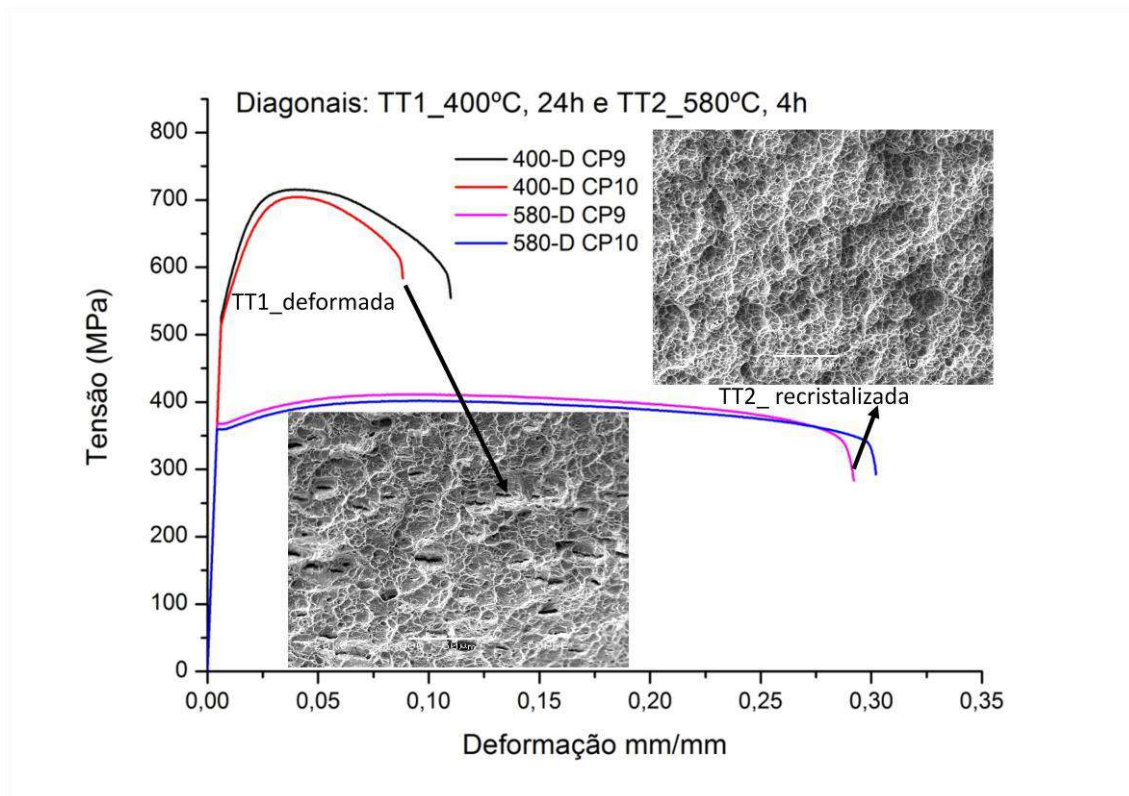 Diagonais: TT1_400ºC, 24h e TT2_580ºC, 4h
400-D CP9
400-D CP10
580-D CP9
580-D CP10
TT1_deformada
TT2_ recristalizada
Tensão (MPa)
800
700
600
500
400
300
200
100
0
0,00
0,05
0,10
0,15
0,20
0,25
0,30
0,35
Deformação mm/mm